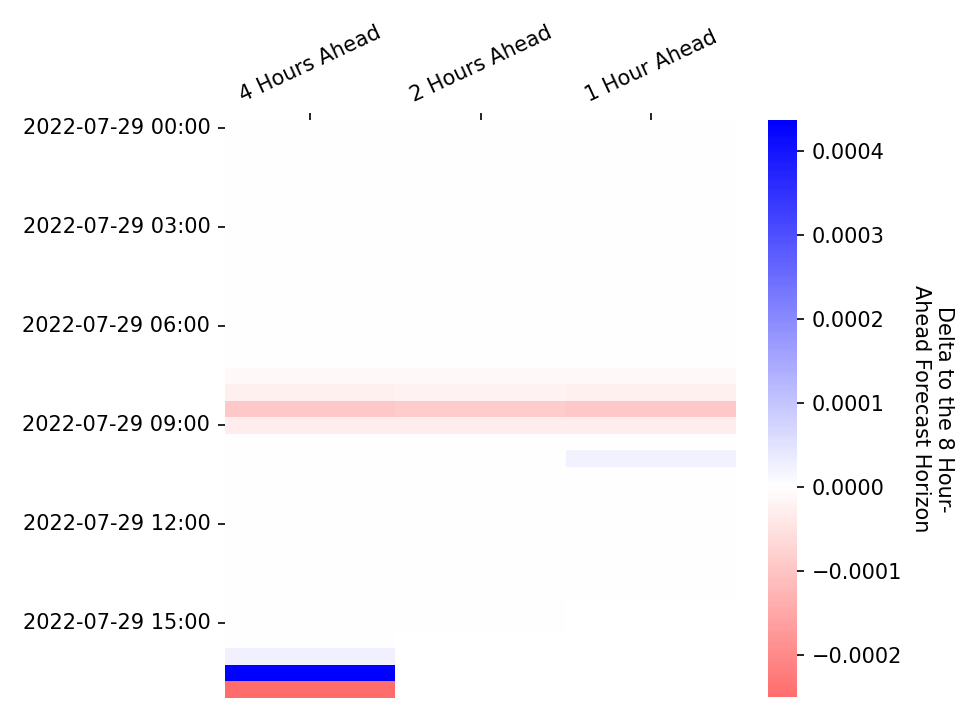 4 Hours Ahead
2 Hours Ahead
1 Hour Ahead
2022-07-29 00:00
2022-07-29 03:00
2022-07-29 06:00
2022-07-29 09:00
2022-07-29 12:00
2022-07-29 15:00
0.0004
0.0003
0.0002
0.0001
0.0000
−0.0001
−0.0002
Delta to the 8 Hour-
Ahead Forecast Horizon